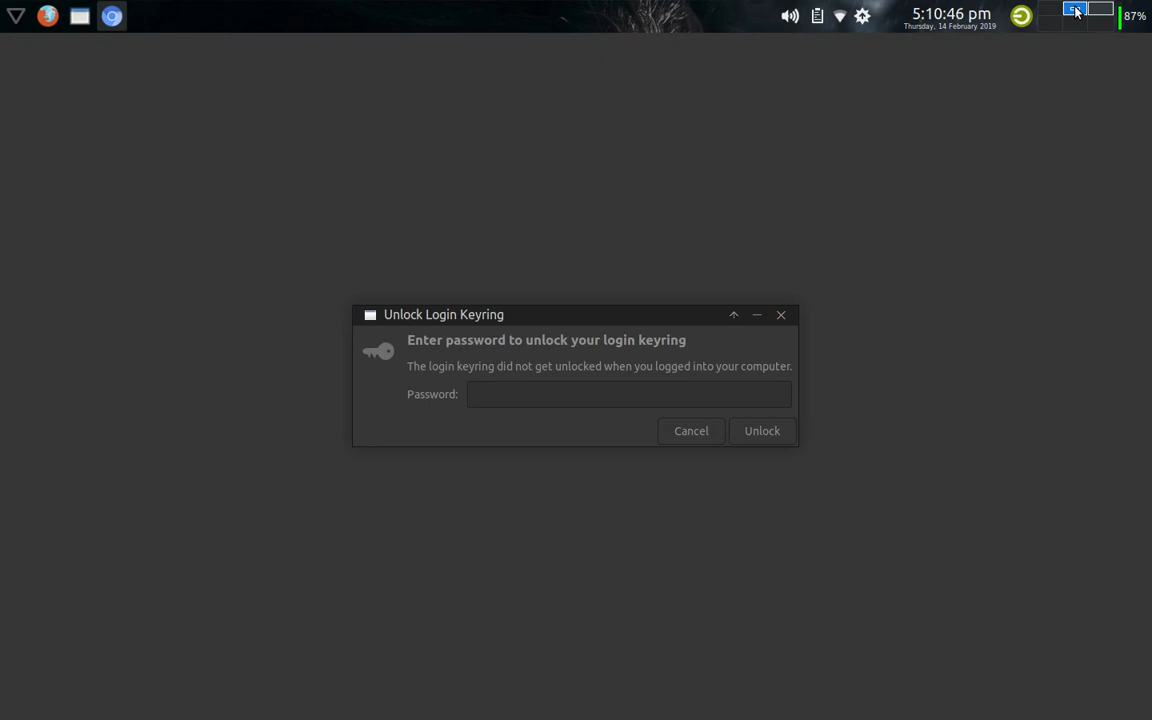 5:10:46 pm
Thursday, 14 February 2019
87%
Unlock Login Keyring
Enter password to unlock your login keyring
The login keyring did not get unlocked when you logged into your computer.
Password:
Cancel
Unlock